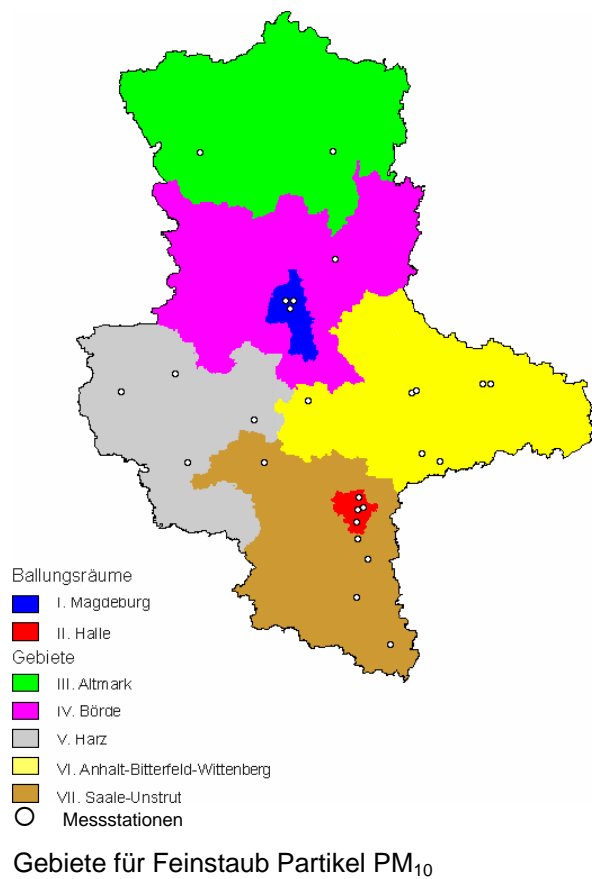 Ballungsräume
I. Magdeburg
II. Halle
Gebiete
III. Altmark
IV. Börde
V. Harz
VI. Anhalt-Bitterfeld-Wittenberg
VII. Saale-Unstrut
Messstationen
Gebiete für Feinstaub Partikel PM₁₀